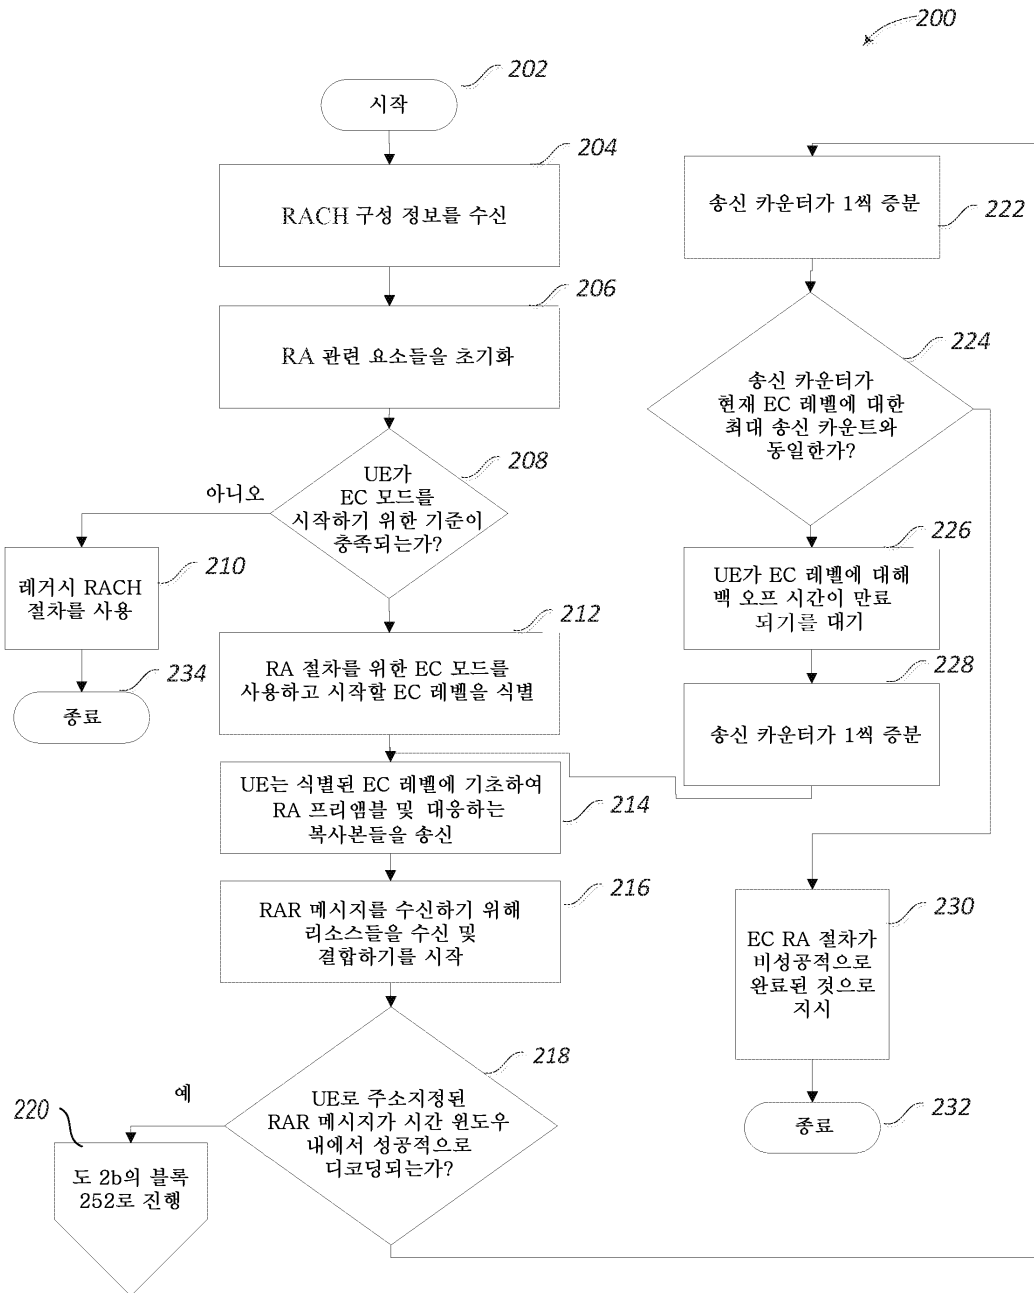 200
202
시작
204
RACH 구성 정보를 수신
206
RA 관련 요소들을 초기화
208
UE가
EC 모드를
시작하기 위한 기준이
충족되는가?
아니오
210
레거시 RACH
절차를 사용
234
종료
212
RA 절차를 위한 EC 모드를
사용하고 시작할 EC 레벨을 식별
UE는 식별된 EC 레벨에 기초하여
RA 프리앰블 및 대응하는
복사본들을 송신
214
216
RAR 메시지를 수신하기 위해
리소스들을 수신 및
결합하기를 시작
218
UE로 주소지정된
RAR 메시지가 시간 윈도우
내에서 성공적으로
디코딩되는가?
예
220
도 2b의 블록
252로 진행
송신 카운터가 1씩 증분
222
224
송신 카운터가
현재 EC 레벨에 대한
최대 송신 카운트와
동일한가?
226
UE가 EC 레벨에 대해
백 오프 시간이 만료
되기를 대기
228
송신 카운터가 1씩 증분
230
EC RA 절차가
비성공적으로
완료된 것으로
지시
232
종료